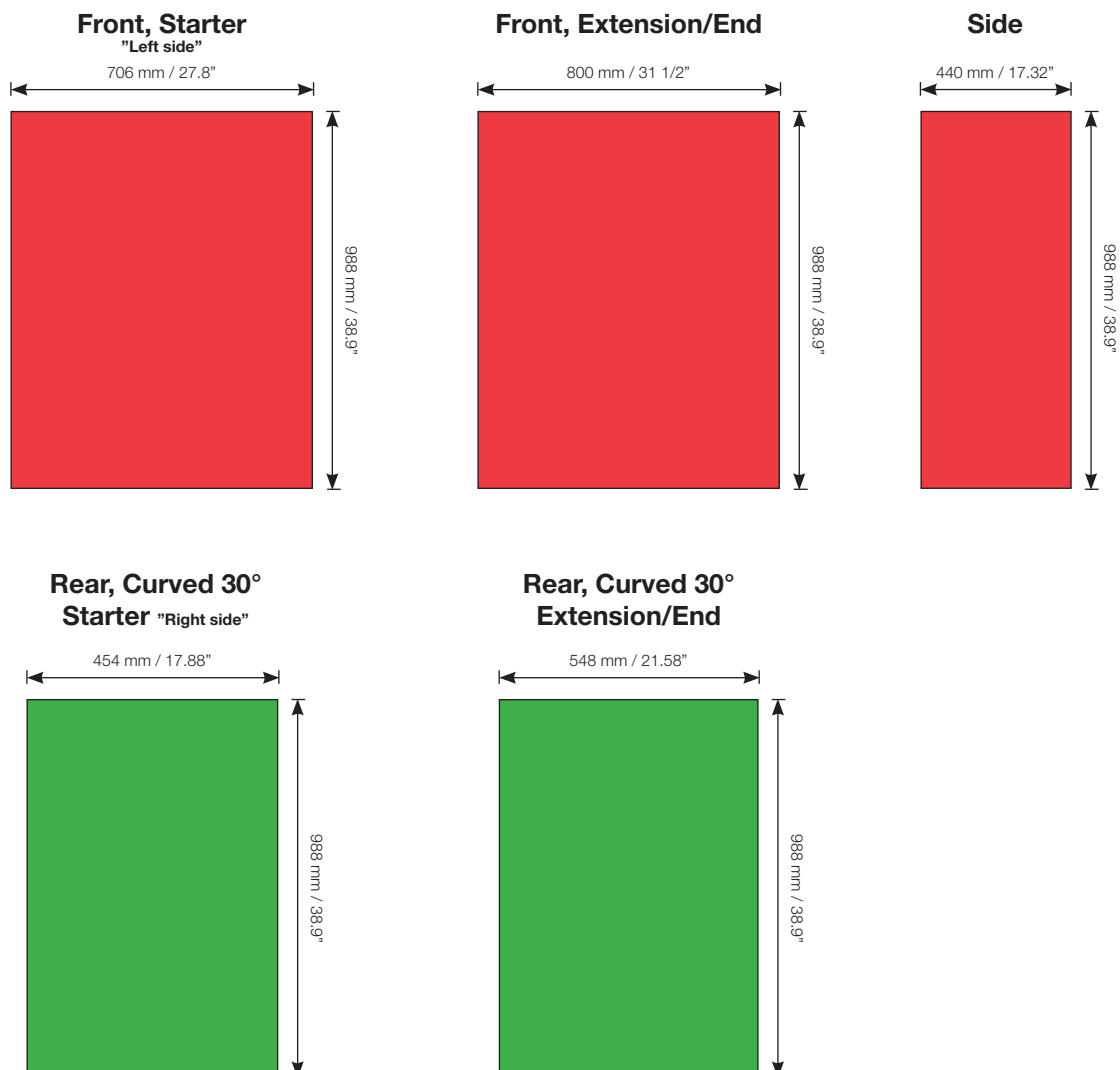 Front, Starter
”Left side”
706 mm / 27.8”
988 mm / 38.9”
Front, Extension/End
800 mm / 31 1/2”
988 mm / 38.9”
Side
440 mm / 17.32”
988 mm / 38.9”
Rear, Curved 30°
Starter ”Right side”
454 mm / 17.88”
988 mm / 38.9”
Rear, Curved 30°
Extension/End
548 mm / 21.58”
988 mm / 38.9”